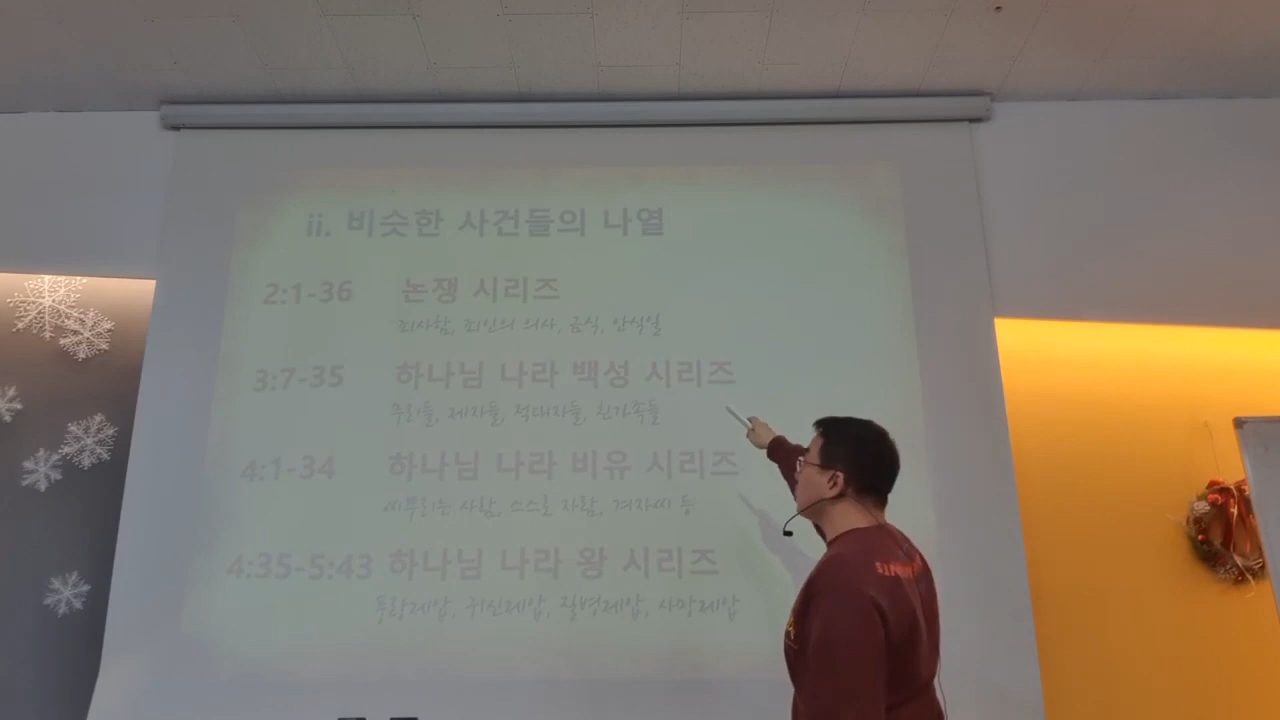 ii. 비슷한 사건들의 나열
2:1-36 논쟁 시리즈
죄사함, 죄인의 의사, 금식, 안식일
3:7-35 하나님 나라 백성 시리즈
무리들, 제자들, 적대자들, 친가족들
4:1-34 하나님 나라 비유 시리즈
씨뿌리는 사람, 스스로 자람, 겨자씨 등
4:35-5:43 하나님 나라 왕 시리즈
풍랑제압, 귀신제압, 질병제압, 사망제압